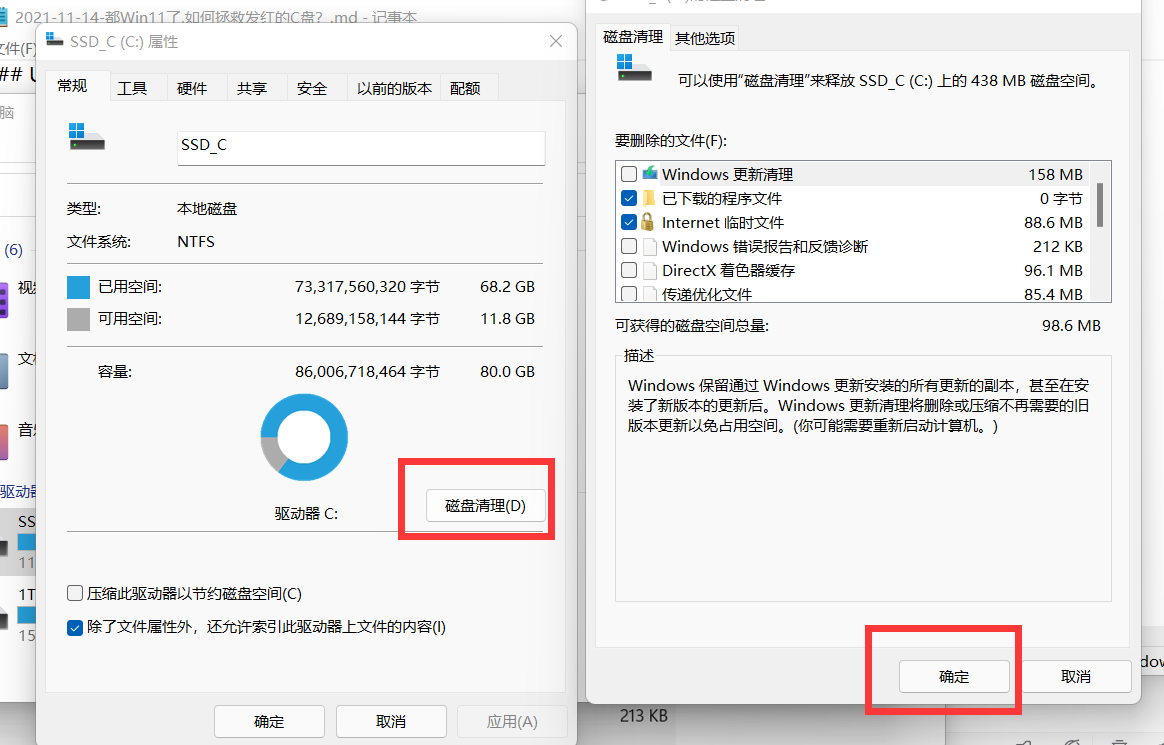 2021-11-14-都Win11了,如何拯救发红的C盘? .md - 记事本
文件(F)
## U
脑
(6)
视
文
音
驱动器
SS
11
1T
15
SSD_C (C:) 属性
常规 工具 硬件 共享 安全 以前的版本 配额
SSD_C
类型: 本地磁盘
文件系统: NTFS
已用空间: 73,317,560,320 字节 68.2 GB
可用空间: 12,689,158,144 字节 11.8 GB
容量: 86,006,718,464 字节 80.0 GB
驱动器 C:
磁盘清理(D)
压缩此驱动器以节约磁盘空间(C)
除了文件属性外，还允许索引此驱动器上文件的内容(I)
确定 取消 应用(A)
磁盘清理 其他选项
可以使用“磁盘清理”来释放 SSD_C (C:) 上的 438 MB 磁盘空间。
要删除的文件(F):
Windows 更新清理 158 MB
已下载的程序文件 0 字节
Internet 临时文件 88.6 MB
Windows 错误报告和反馈诊断 212 KB
DirectX 着色器缓存 96.1 MB
传递优化文件 85.4 MB
可获得的磁盘空间总量: 98.6 MB
描述
Windows 保留通过 Windows 更新安装的所有更新的副本，甚至在安
装了新版本的更新后。Windows 更新清理将删除或压缩不再需要的旧
版本更新以免占用空间。(你可能需要重新启动计算机。)
确定 取消
dow
213 KB